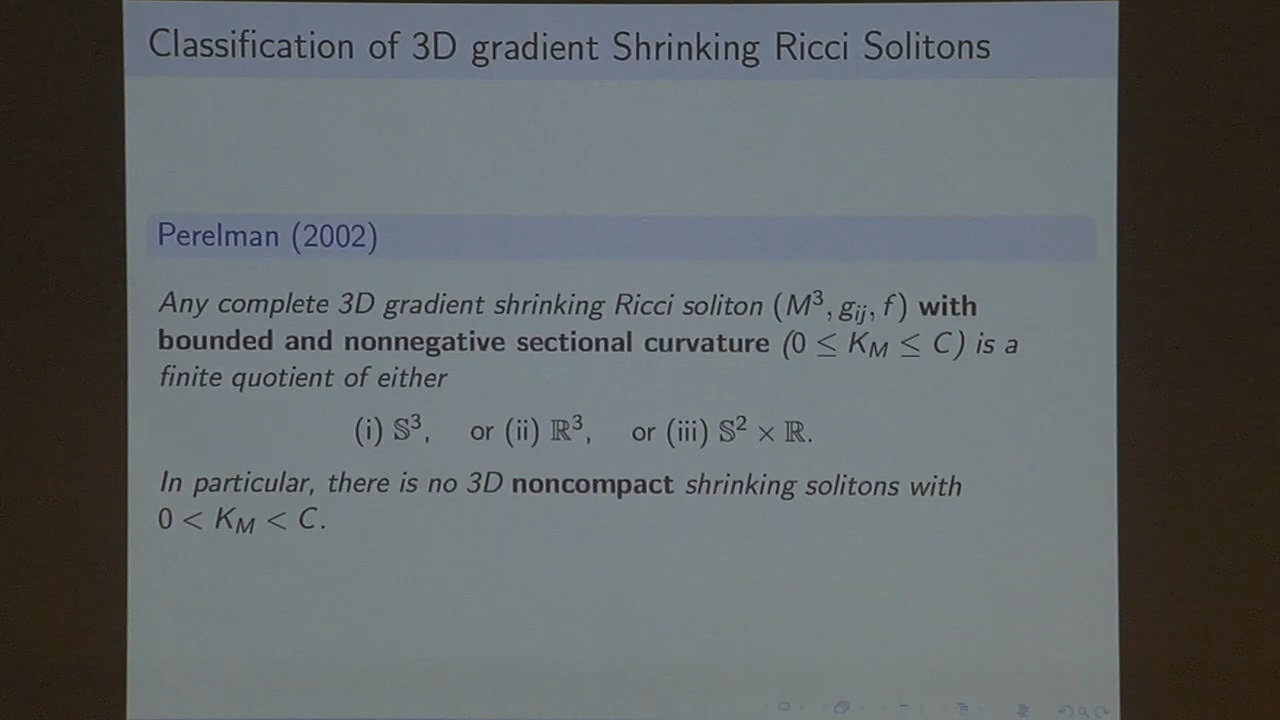 Classification of 3D gradient Shrinking Ricci Solitons
Perelman (2002)
Any complete 3D gradient shrinking Ricci soliton (M³, gᵢⱼ, f) with
bounded and nonnegative sectional curvature (0 ≤ K_M ≤ C) is a
finite quotient of either
(i) 𝕊³, or (ii) ℝ³, or (iii) 𝕊² × ℝ.
In particular, there is no 3D noncompact shrinking solitons with
0 < K_M < C.